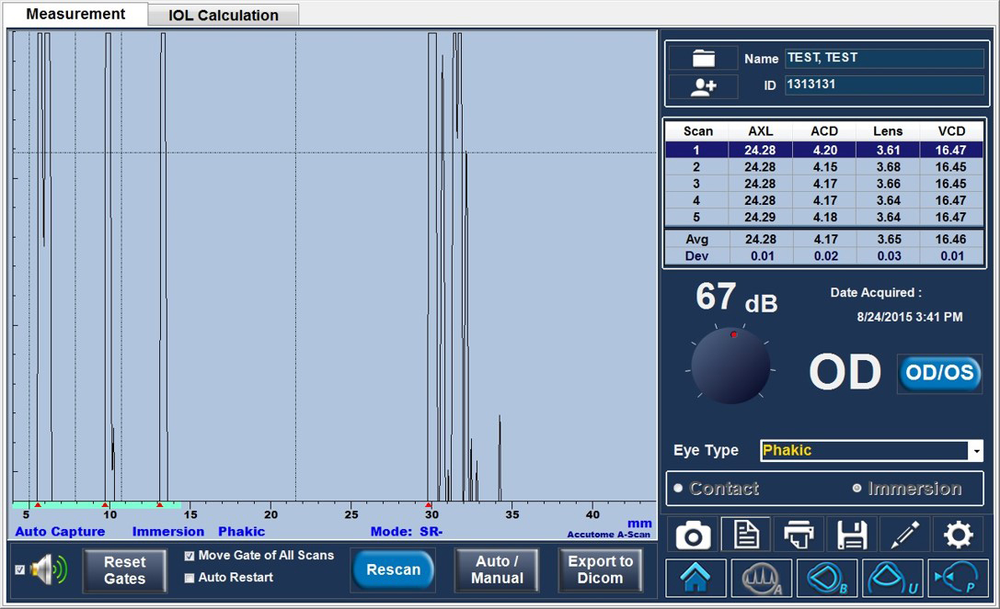 Measurement IOL Calculation
Name TEST, TEST
ID 1313131
Scan AXL ACD Lens VCD
1 24.28 4.20 3.61 16.47
2 24.28 4.15 3.68 16.45
3 24.28 4.17 3.66 16.45
4 24.28 4.17 3.64 16.47
5 24.29 4.18 3.64 16.47
Avg 24.28 4.17 3.65 16.46
Dev 0.01 0.02 0.03 0.01
67 dB
Date Acquired :
8/24/2015 3:41 PM
OD OD/OS
Eye Type Phakic
Contact Immersion
5 10 15 20 25 30 35 40
mm
Auto Capture Immersion Phakic Mode: SR- Accutome A-Scan
Reset Gates
Move Gate of All Scans
Auto Restart
Rescan
Auto / Manual
Export to Dicom
A B U P